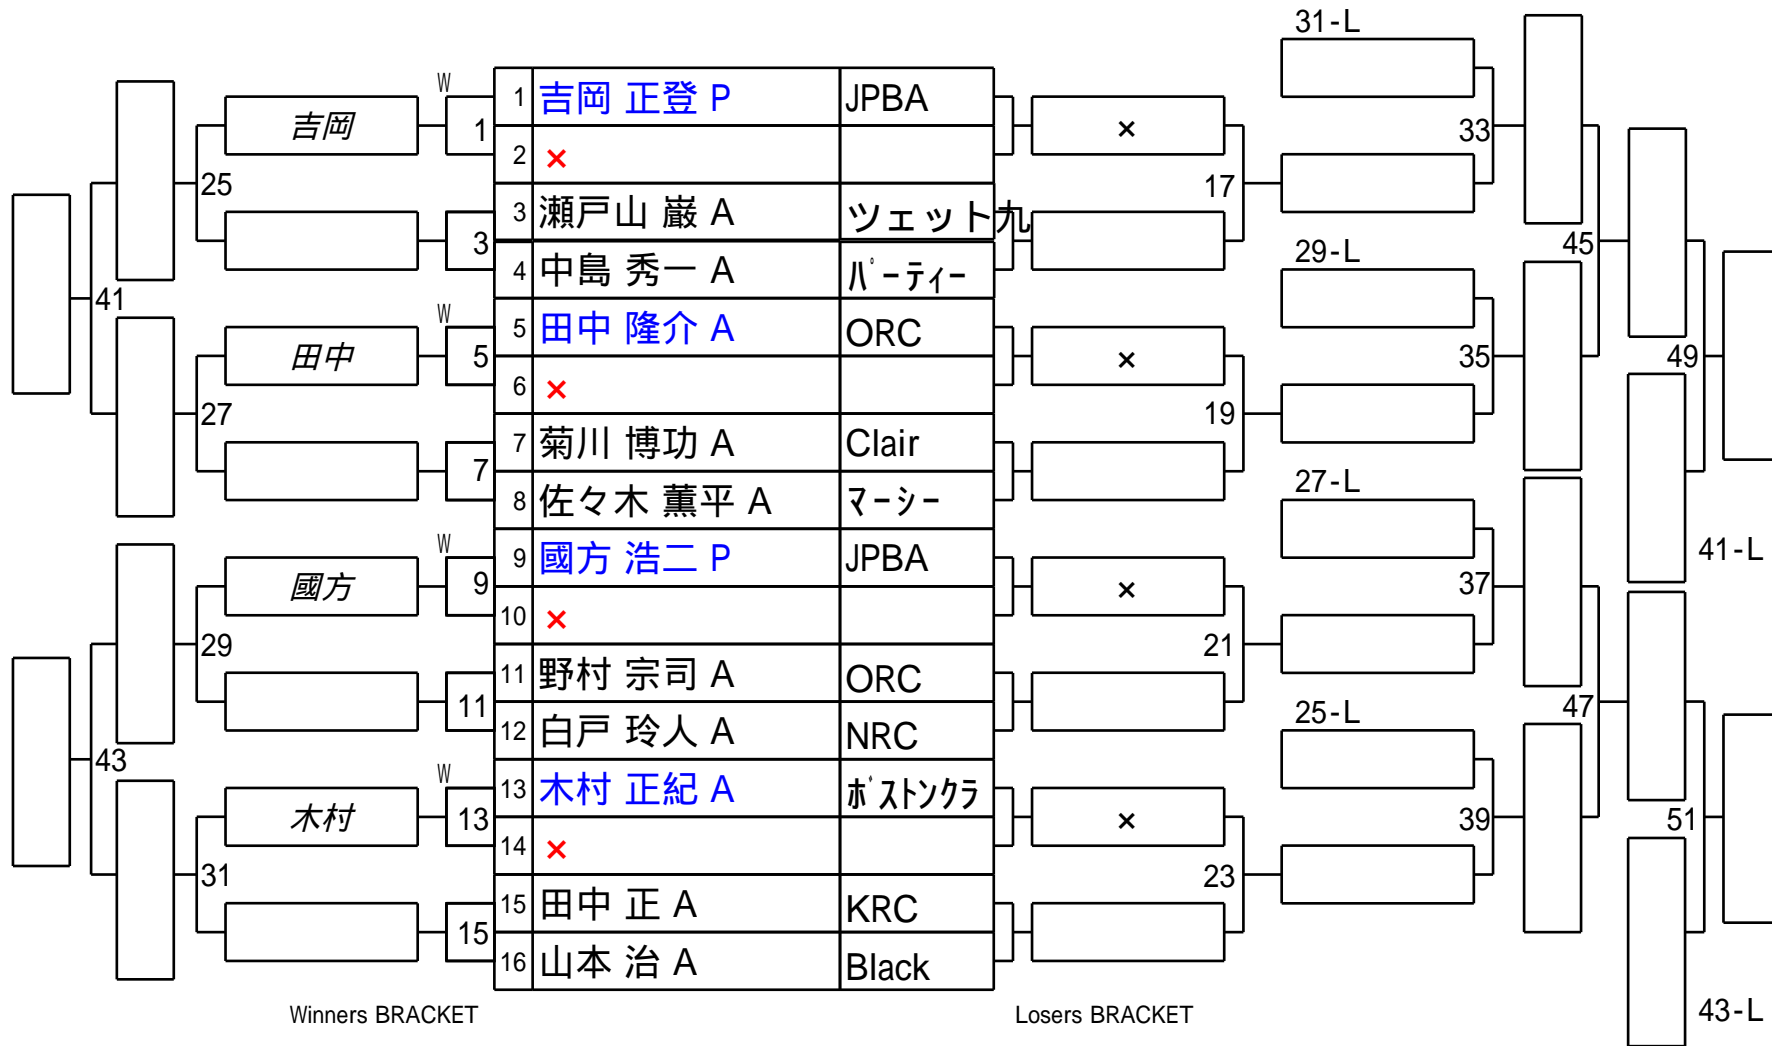 31-L
W
1 吉岡 正登 P JPBA
吉岡 1 × 33
2 ×
25 17
3 瀬戸山 巌 A ツェット九
3 29-L 45
4 中島 秀一 A パーティー
41
W
5 田中 隆介 A ORC
田中 5 × 35 49
6 ×
27 19
7 菊川 博功 A Clair
7 27-L
8 佐々木 薫平 A マーシー
W
9 國方 浩二 P JPBA 41-L
國方 9 × 37
10 ×
29 21
11 野村 宗司 A ORC
11 25-L 47
12 白戸 玲人 A NRC
43
W
13 木村 正紀 A ボストンクラ
木村 13 × 39 51
14 ×
31 23
15 田中 正 A KRC
15
16 山本 治 A Black
Winners BRACKET Losers BRACKET 43-L